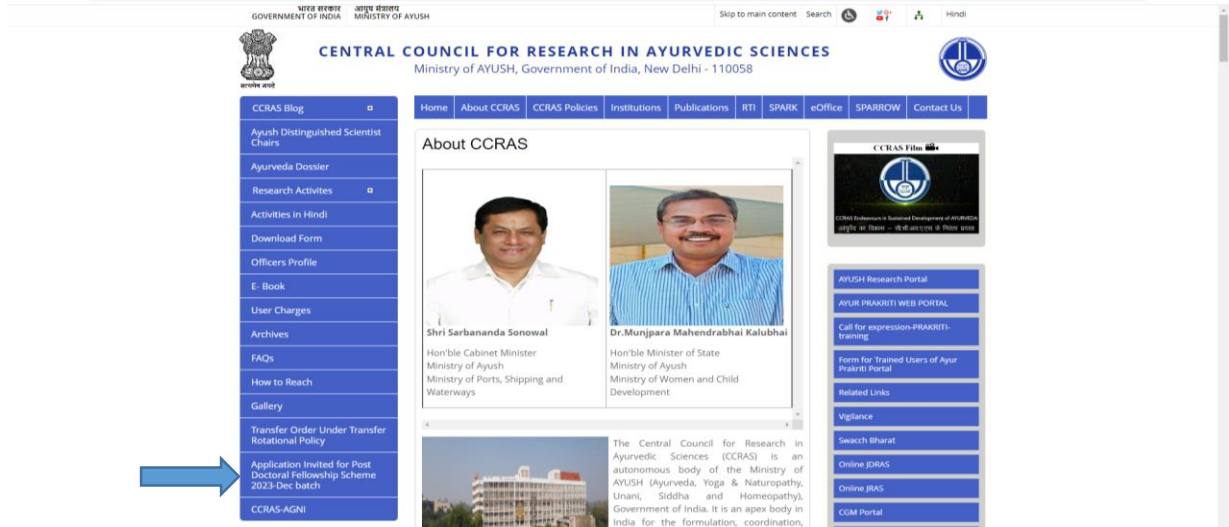 भारत सरकार
GOVERNMENT OF INDIA
आयुष मंत्रालय
MINISTRY OF AYUSH
Skip to main content
Search
Hindi
सत्यमेव जयते
CENTRAL COUNCIL FOR RESEARCH IN AYURVEDIC SCIENCES
Ministry of AYUSH, Government of India, New Delhi - 110058
CCRAS Blog
Ayush Distinguished Scientist
Chairs
Ayurveda Dossier
Research Activites
Activities in Hindi
Download Form
Officers Profile
E- Book
User Charges
Archives
FAQs
How to Reach
Gallery
Transfer Order Under Transfer
Rotational Policy
Application Invited for Post
Doctoral Fellowship Scheme
2023-Dec batch
CCRAS-AGNI
Home About CCRAS CCRAS Policies Institutions Publications RTI SPARK eOffice SPARROW Contact Us
About CCRAS
Shri Sarbananda Sonowal
Hon'ble Cabinet Minister
Ministry of Ayush
Ministry of Ports, Shipping and
Waterways
Dr.Munjpara Mahendrabhai Kalubhai
Hon'ble Minister of State
Ministry of Ayush
Ministry of Women and Child
Development
The Central Council for Research in
Ayurvedic Sciences (CCRAS) is an
autonomous body of the Ministry of
AYUSH (Ayurveda, Yoga & Naturopathy,
Unani, Siddha and Homeopathy),
Government of India. It is an apex body in
India for the formulation, coordination,
CCRAS Film
CCRAS Endeavours in Sustained Development of AYURVEDA
AYUSH Research Portal
AYUR PRAKRITI WEB PORTAL
Call for expression-PRAKRITI-
training
Form for Trained Users of Ayur
Prakriti Portal
Related Links
Vigilance
Swacch Bharat
Online JDRAS
Online JRAS
CGM Portal